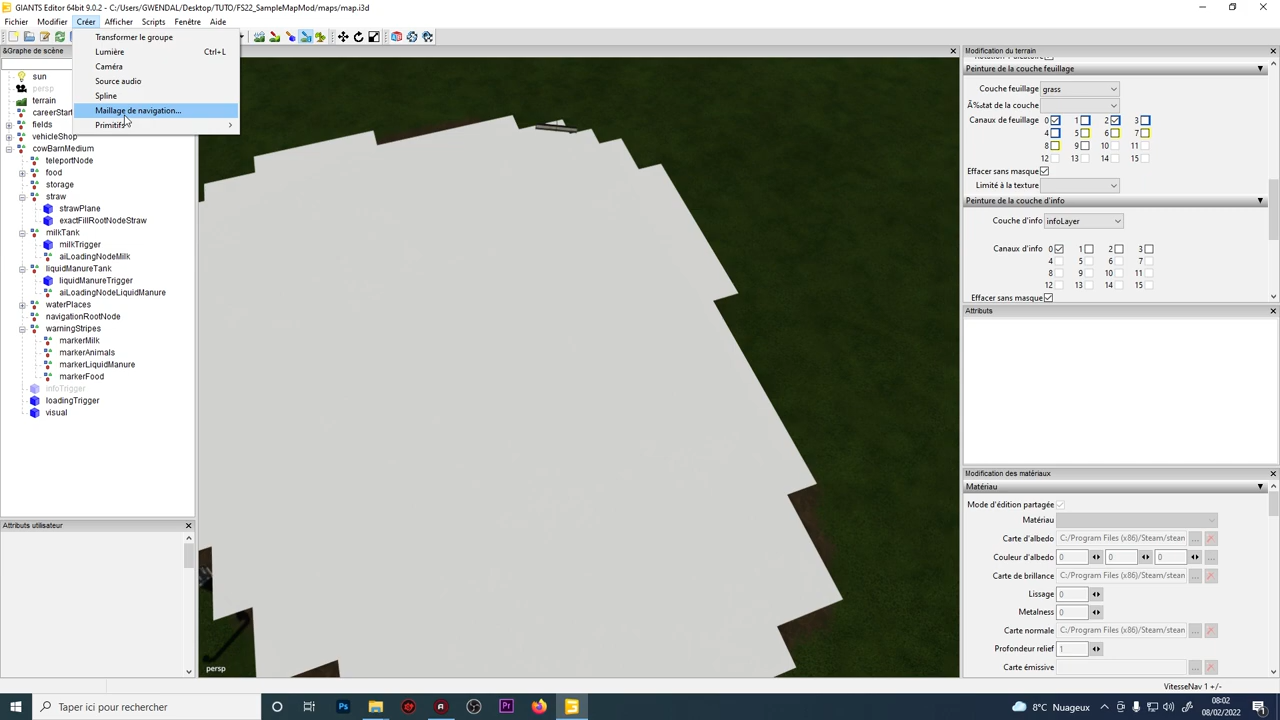 GIANTS Editor 64bit 9.0.2 - C:/Users/GWENDAL/Desktop/TUTO/FS22_SampleMapMod/maps/map.i3d
Fichier Modifier Créer Afficher Scripts Fenêtre Aide
&Graphe de scène
Transformer le groupe
Lumière Ctrl+L
Caméra
Source audio
Spline
Maillage de navigation...
Primitifs
sun
persp
terrain
careerStart
fields
vehicleShop
cowBarnMedium
teleportNode
food
storage
straw
strawPlane
exactFillRootNodeStraw
milkTank
milkTrigger
aiLoadingNodeMilk
liquidManureTank
liquidManureTrigger
aiLoadingNodeLiquidManure
waterPlaces
navigationRootNode
warningStripes
markerMilk
markerAnimals
markerLiquidManure
markerFood
infoTrigger
loadingTrigger
visual
Attributs utilisateur
persp
Modification du terrain
Peinture de la couche feuillage
Couche feuillage grass
Ã‰tat de la couche
Canaux de feuillage 0 1 2 3
4 5 6 7
8 9 10 11
12 13 14 15
Effacer sans masque
Limité à la texture
Peinture de la couche d'info
Couche d'info infoLayer
Canaux d'info 0 1 2 3
4 5 6 7
8 9 10 11
12 13 14 15
Effacer sans masque
Attributs
Modification des matériaux
Matériau
Mode d'édition partagée
Matériau
Carte d'albedo C:/Program Files (x86)/Steam/stean ...
Couleur d'albedo 0 0 0 ...
Carte de brillance C:/Program Files (x86)/Steam/stean ...
Lissage 0
Metalness 0
Carte normale C:/Program Files (x86)/Steam/stean ...
Profondeur relief 1
Carte émissive ...
VitesseNav 1 +/-
Taper ici pour rechercher
8°C Nuageux
08:02
08/02/2022